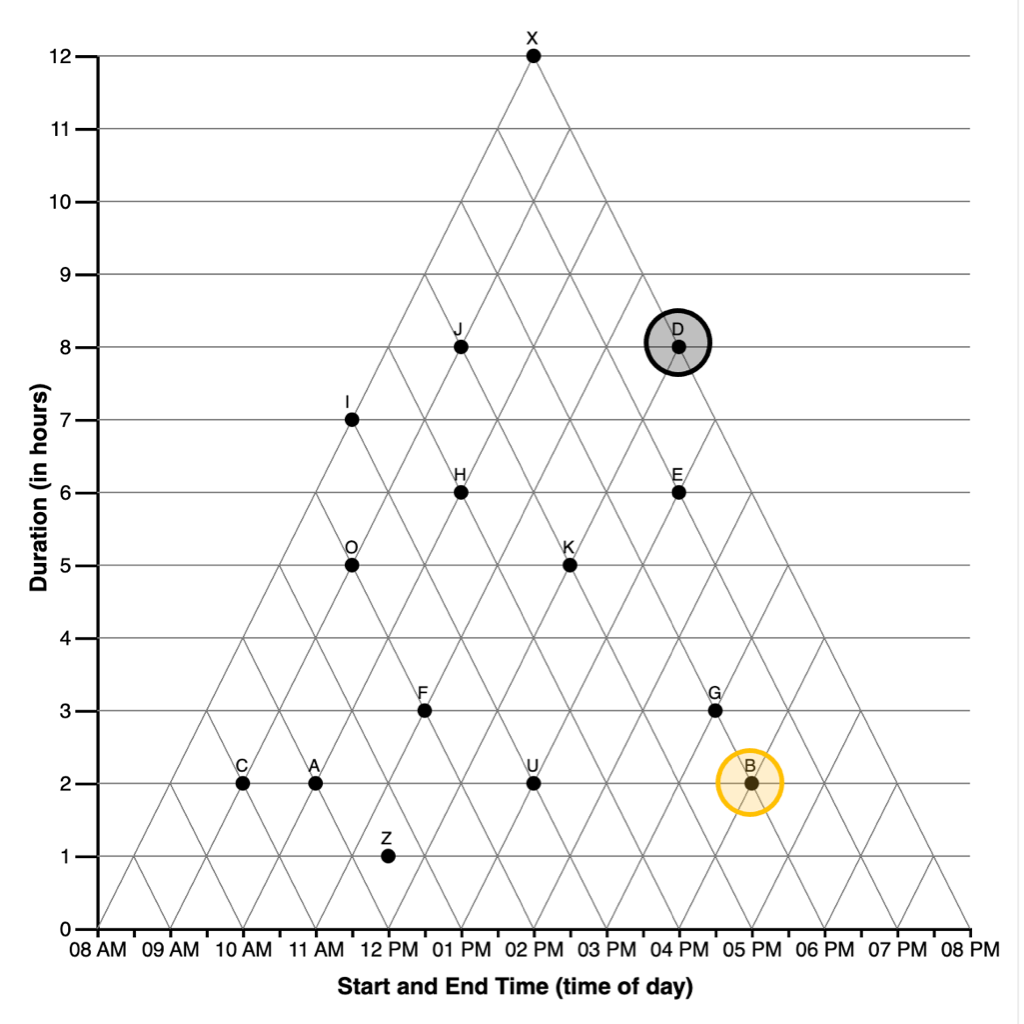 X
12
11
10
9
J
D
8
I
7
H
E
6
O
K
5
4
F
G
3
C
A
U
B
2
Z
1
0
08 AM 09 AM 10 AM 11 AM 12 PM 01 PM 02 PM 03 PM 04 PM 05 PM 06 PM 07 PM 08 PM
Start and End Time (time of day)
Duration (in hours)